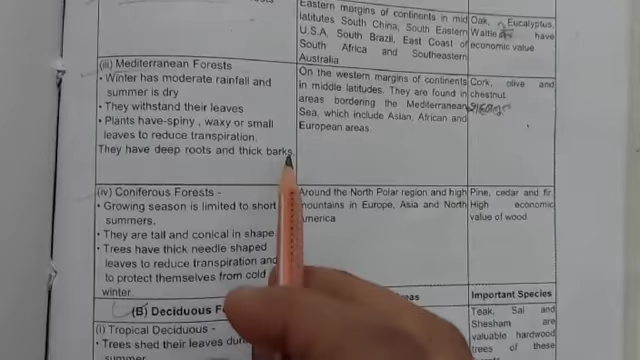 Eastern margins of continents in mid
latitutes South China, South Eastern
U.S.A, South Brazil, East Coast of
South Africa and Southeastern
Australia
Oak, Eucalyptus,
Wattle have
economic value
(iii) Mediterranean Forests
• Winter has moderate rainfall and
summer is dry
• They withstand their leaves
• Plants have-spiny, waxy or small
leaves to reduce transpiration.
They have deep roots and thick barks.
On the western margins of continents
in middle latitudes. They are found in
areas bordering the Mediterranean
Sea, which include Asian, African and
European areas.
Cork, olive and
chestnut
(iv) Coniferous Forests -
• Growing season is limited to short
summers.
• They are tall and conical in shape
• Trees have thick needle shaped
leaves to reduce transpiration and
to protect themselves from cold
winter.
Around the North Polar region and high
mountains in Europe, Asia and North
America
Pine, cedar and fir.
High economic
value of wood
(B) Deciduous
Important Species
(i) Tropical Deciduous -
• Trees shed their leaves
summer
Teak, Sal and
Shesham are
valuable hardwood
trees of these